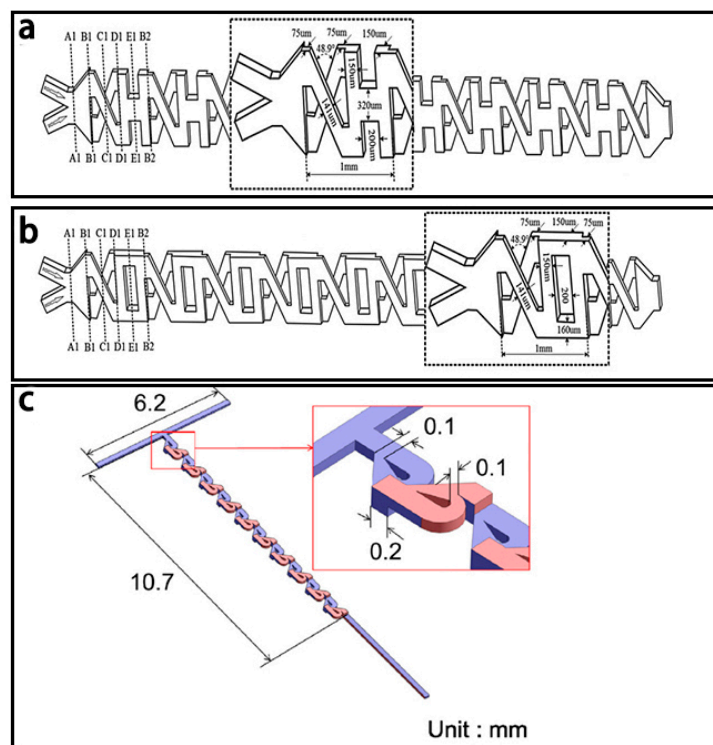 a
A1 B1 C1 D1 E1 B2
A1 B1 C1 D1 E1 B2
75um 75um 150um
48.9°
150um
141um
320um
200um
1mm
b
A1 B1 C1 D1 E1 B2
A1 B1 C1 D1 E1 B2
75um 150um 75um
48.9°
150um
141um
200
160um
1mm
c
6.2
0.1
0.1
0.2
10.7
Unit : mm